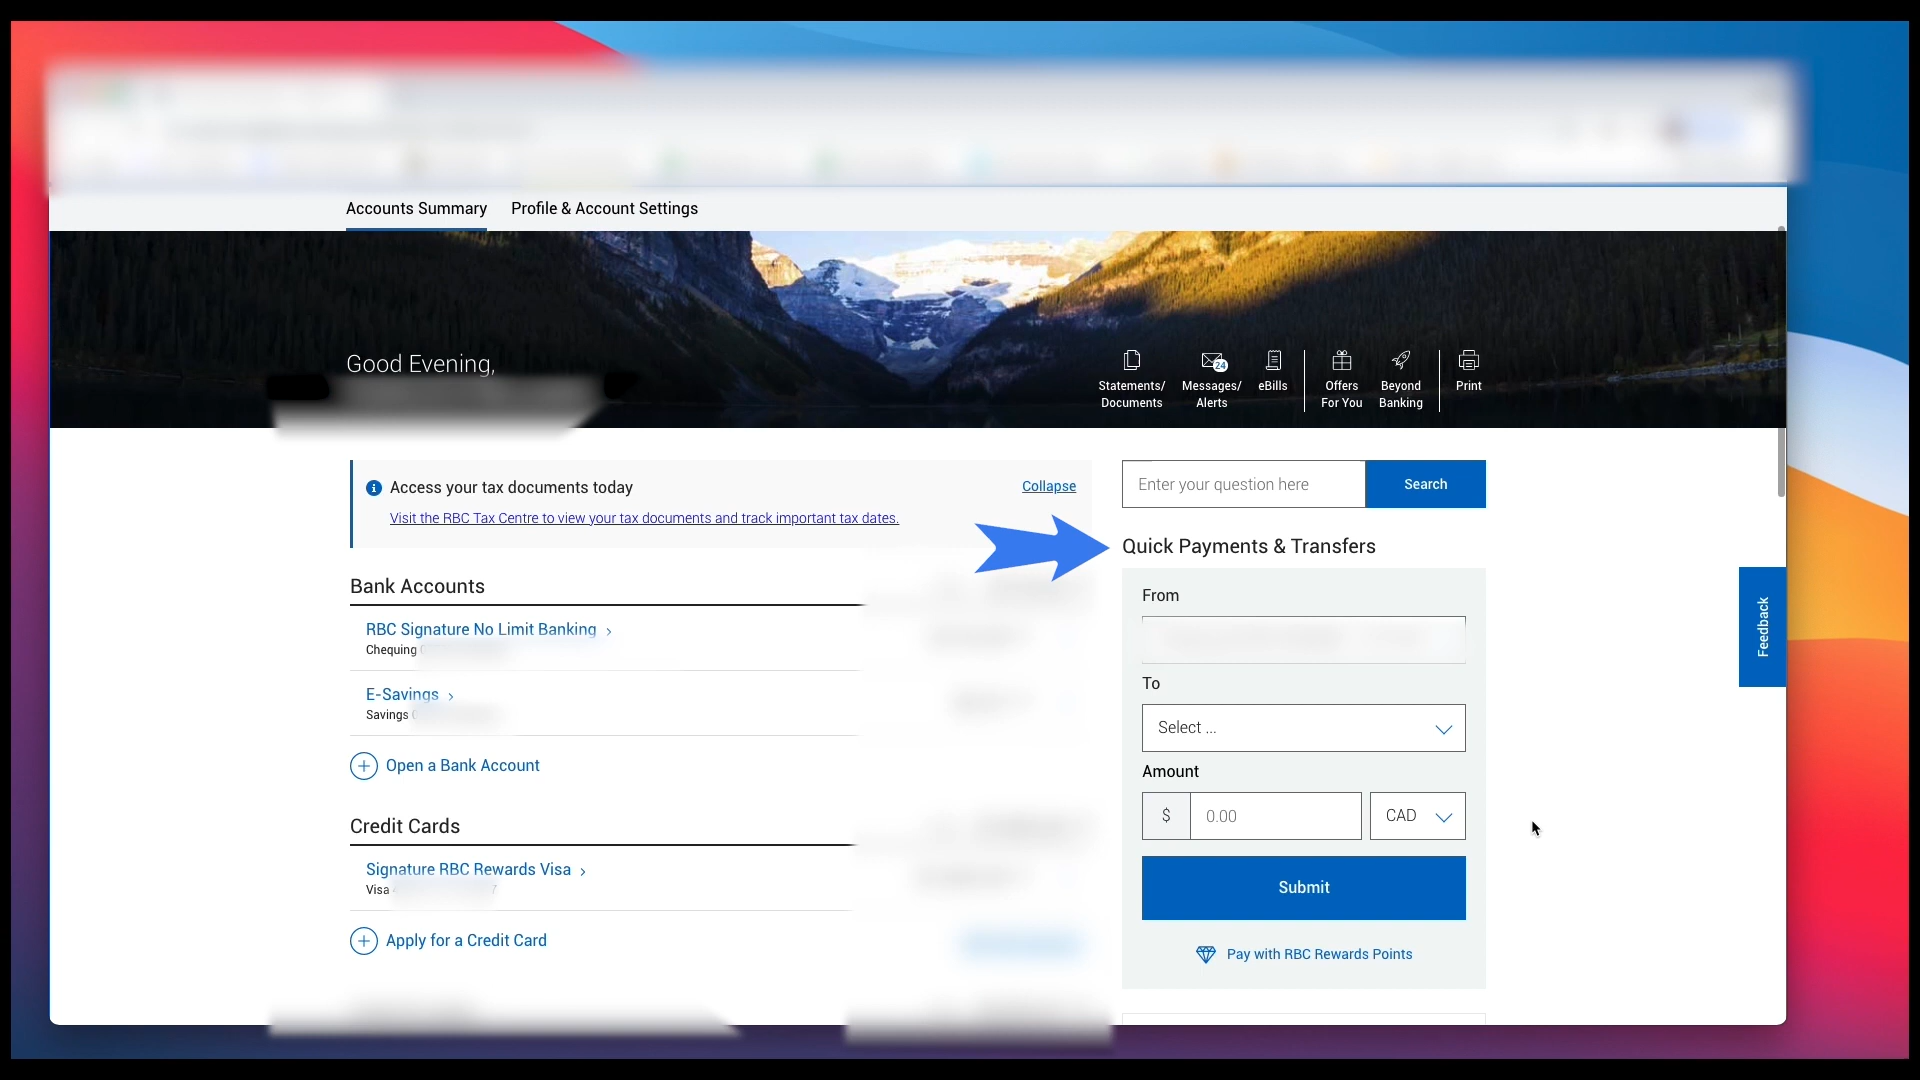 Accounts Summary Profile & Account Settings
Good Evening,
Statements/
Documents
Messages/
Alerts
24
eBills
Offers
For You
Beyond
Banking
Print
Access your tax documents today
Collapse
Visit the RBC Tax Centre to view your tax documents and track important tax dates.
Bank Accounts
RBC Signature No Limit Banking
Chequing
E-Savings
Savings
Open a Bank Account
Credit Cards
Signature RBC Rewards Visa
Visa
Apply for a Credit Card
Enter your question here
Search
Quick Payments & Transfers
From
To
Select ...
Amount
$ 0.00 CAD
Submit
Pay with RBC Rewards Points
Feedback